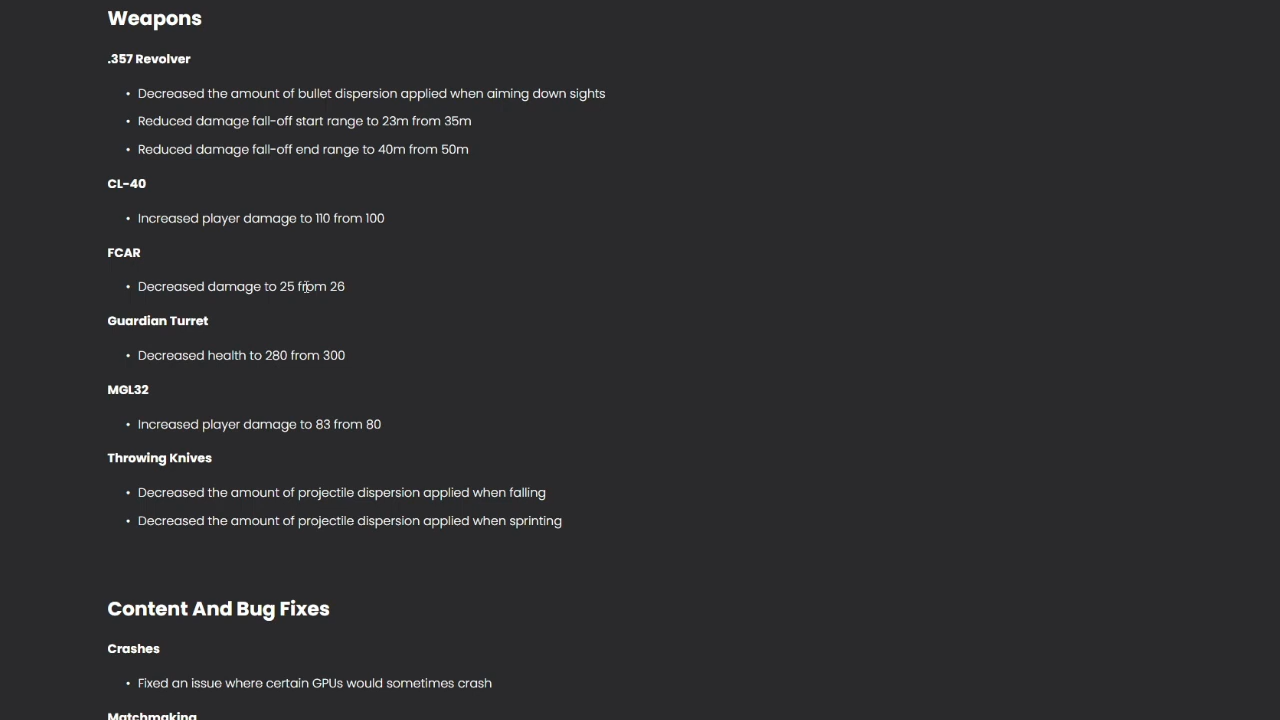 Weapons
.357 Revolver
• Decreased the amount of bullet dispersion applied when aiming down sights
• Reduced damage fall-off start range to 23m from 35m
• Reduced damage fall-off end range to 40m from 50m
CL-40
• Increased player damage to 110 from 100
FCAR
• Decreased damage to 25 from 26
Guardian Turret
• Decreased health to 280 from 300
MGL32
• Increased player damage to 83 from 80
Throwing Knives
• Decreased the amount of projectile dispersion applied when falling
• Decreased the amount of projectile dispersion applied when sprinting
Content And Bug Fixes
Crashes
• Fixed an issue where certain GPUs would sometimes crash
Matchmaking